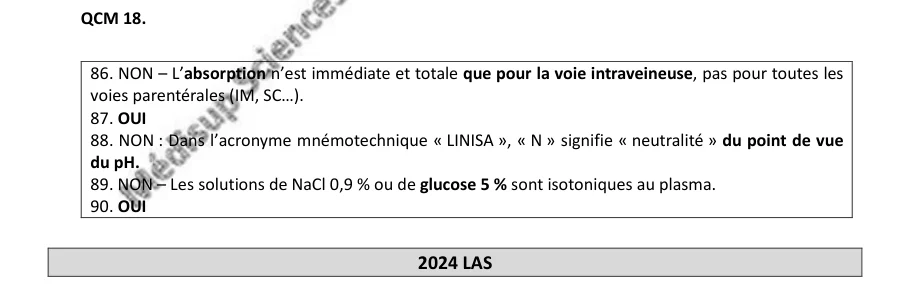 QCM 18.
86. NON – L'absorption n'est immédiate et totale que pour la voie intraveineuse, pas pour toutes les
voies parentérales (IM, SC…).
87. OUI
88. NON : Dans l'acronyme mnémotechnique « LINISA », « N » signifie « neutralité » du point de vue
du pH.
89. NON – Les solutions de NaCl 0,9 % ou de glucose 5 % sont isotoniques au plasma.
90. OUI
Médisup Sciences
2024 LAS